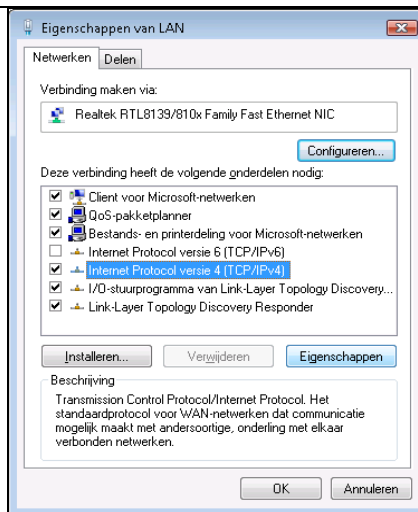 Eigenschappen van LAN
Netwerken Delen
Verbinding maken via:
Realtek RTL8139/810x Family Fast Ethernet NIC
Configureren...
Deze verbinding heeft de volgende onderdelen nodig:
Client voor Microsoft-netwerken
QoS-pakketplanner
Bestands- en printerdeling voor Microsoft-netwerken
Internet Protocol versie 6 (TCP/IPv6)
Internet Protocol versie 4 (TCP/IPv4)
I/O-stuurprogramma van Link-Layer Topology Discovery...
Link-Layer Topology Discovery Responder
Installeren... Verwijderen Eigenschappen
Beschrijving
Transmission Control Protocol/Internet Protocol. Het
standaardprotocol voor WAN-netwerken dat communicatie
mogelijk maakt met andersoortige, onderling met elkaar
verbonden netwerken.
OK Annuleren